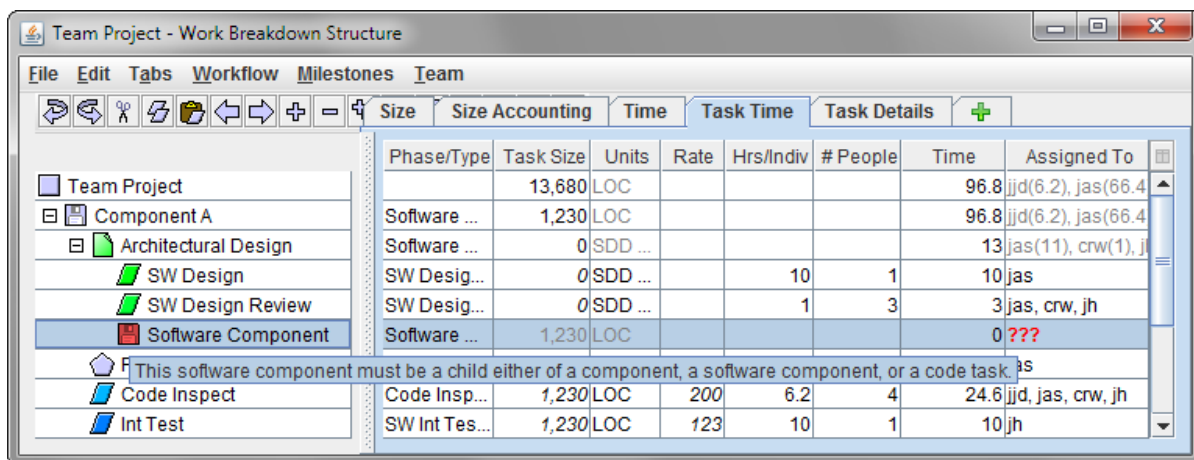 Team Project - Work Breakdown Structure
File Edit Tabs Workflow Milestones Team
Size Size Accounting Time Task Time Task Details
Phase/Type Task Size Units Rate Hrs/Indiv # People Time Assigned To
Team Project 13,680 LOC 96.8 jjd(6.2), jas(66.4
Component A Software ... 1,230 LOC 96.8 jjd(6.2), jas(66.4
Architectural Design Software ... 0 SDD ... 13 jas(11), crw(1), j
SW Design SW Desig... 0 SDD ... 10 1 10 jas
SW Design Review SW Desig... 0 SDD ... 1 3 3 jas, crw, jh
Software Component Software ... 1,230 LOC 0 ???
This software component must be a child either of a component, a software component, or a code task.
Code Inspect Code Insp... 1,230 LOC 200 6.2 4 24.6 jjd, jas, crw, jh
Int Test SW Int Tes... 1,230 LOC 123 10 1 10 jh